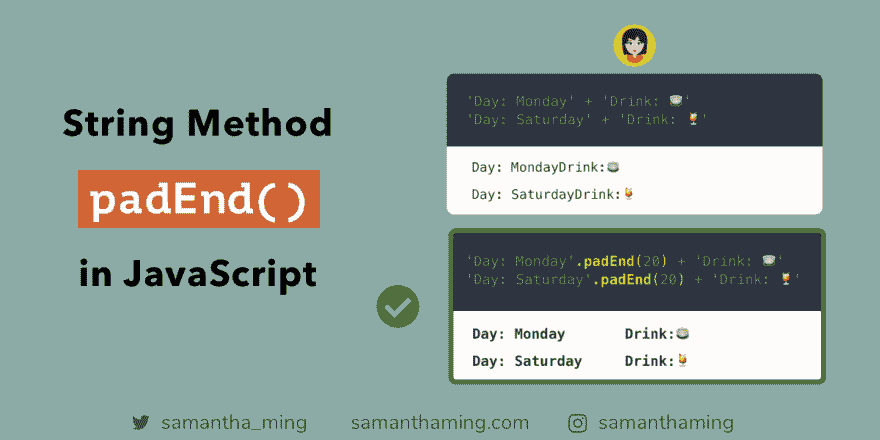 String Method
padEnd()
in JavaScript
'Day: Monday' + 'Drink: 🍵'
'Day: Saturday' + 'Drink: 🍹'
Day: MondayDrink:🍵
Day: SaturdayDrink:🍹
'Day: Monday'.padEnd(20) + 'Drink: 🍵'
'Day: Saturday'.padEnd(20) + 'Drink: 🍹'
Day: Monday Drink:🍵
Day: Saturday Drink:🍹
samantha_ming samanthaming.com samanthaming